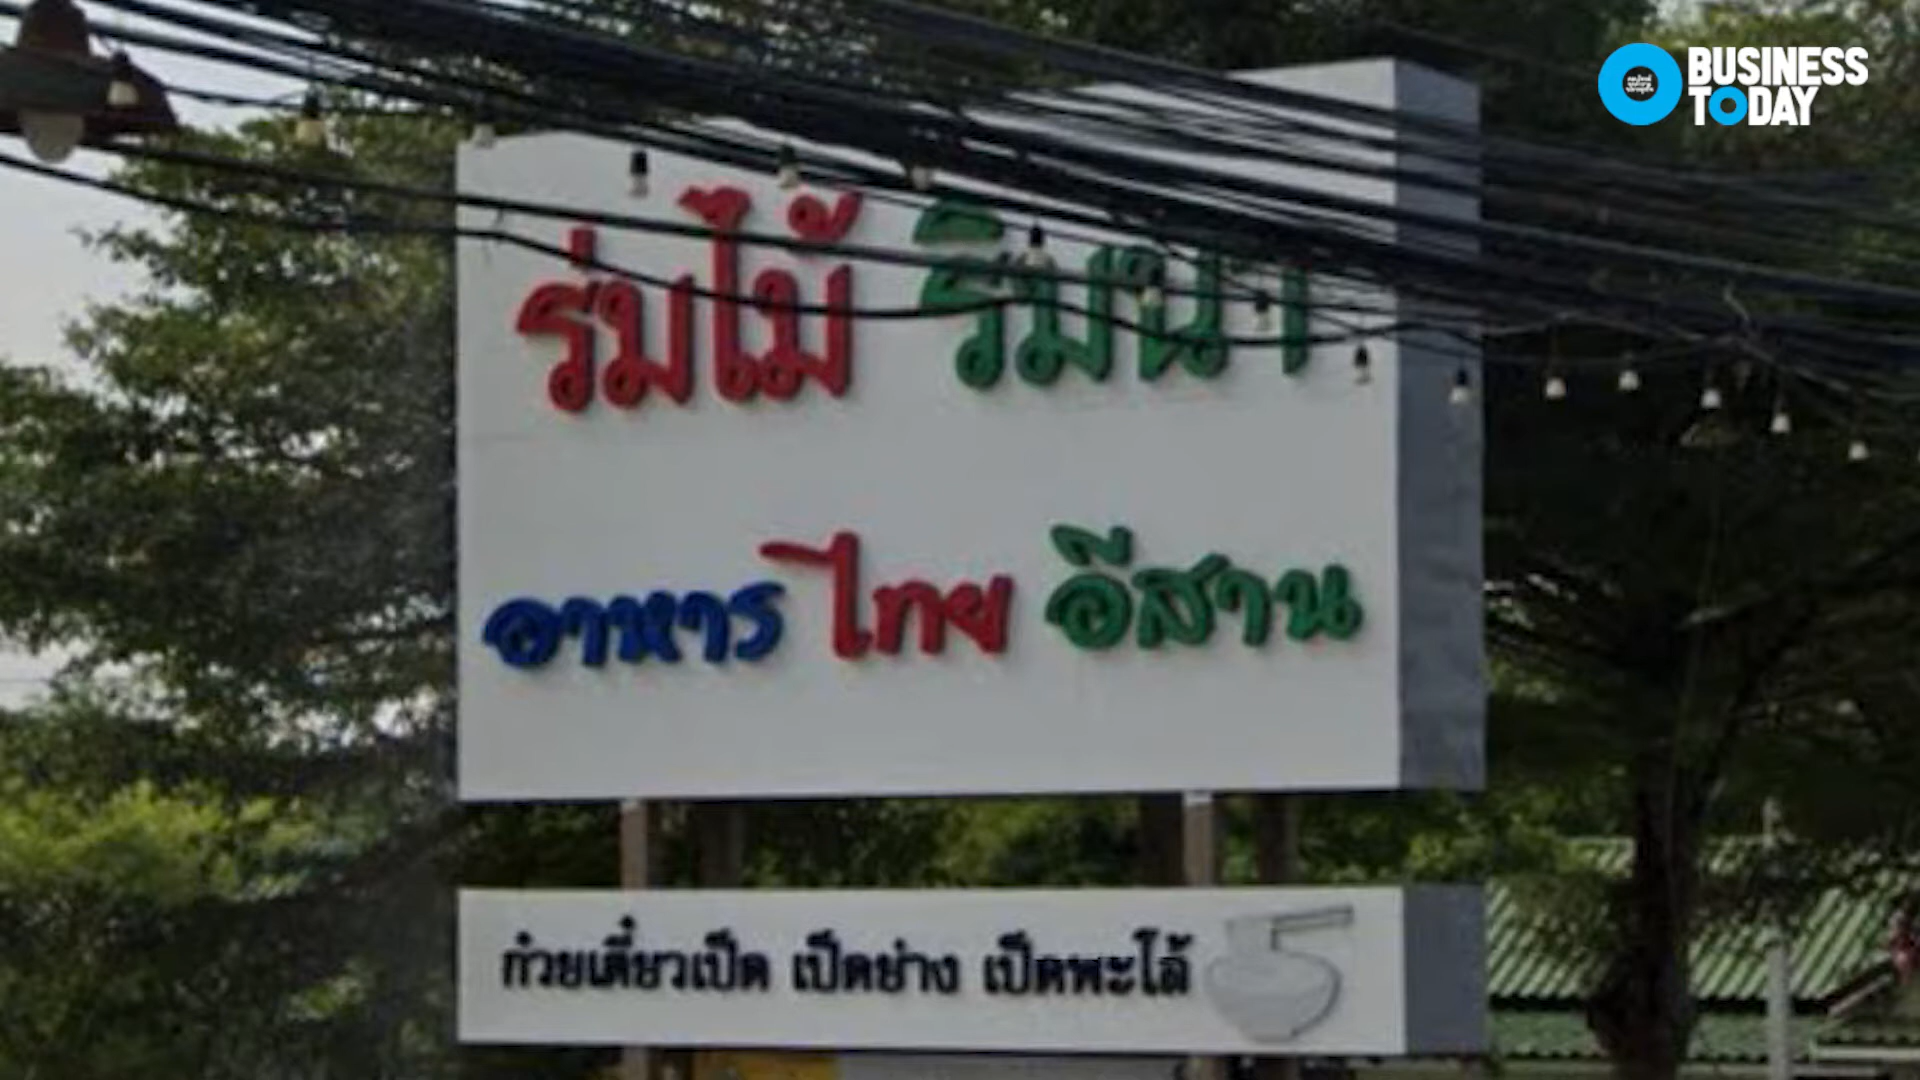 BUSINESS
TODAY
ร่มไม้ ริมนา
อาหาร ไทย อีสาน
ก๋วยเตี๋ยวเป็ด เป็ดย่าง เป็ดพะโล้